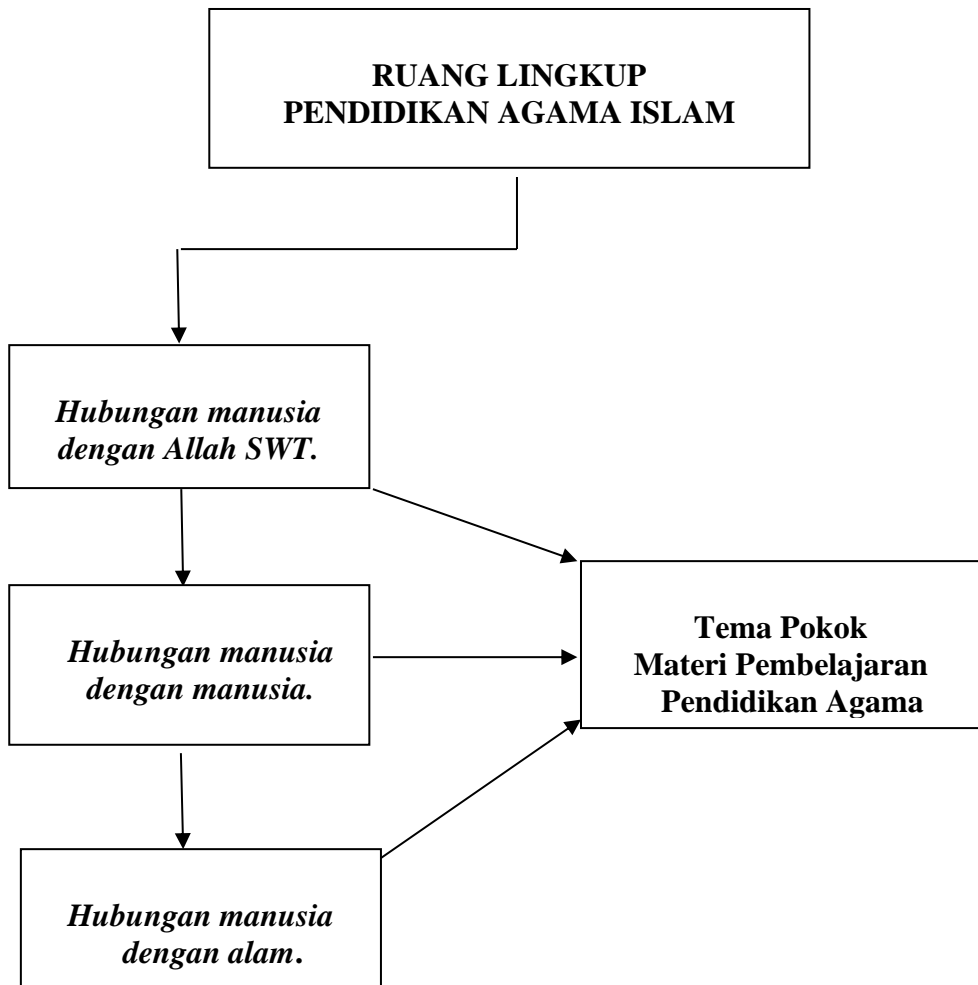 RUANG LINGKUP
PENDIDIKAN AGAMA ISLAM
Hubungan manusia
dengan Allah SWT.
Hubungan manusia
dengan manusia.
Tema Pokok
Materi Pembelajaran
Pendidikan Agama
Hubungan manusia
dengan alam.